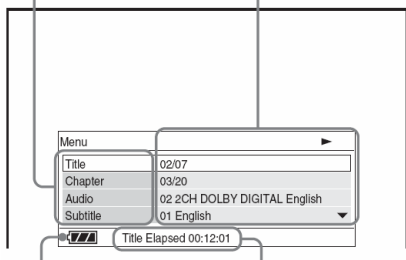 Menu
Title 02/07
Chapter 03/20
Audio 02 2CH DOLBY DIGITAL English
Subtitle 01 English
Title Elapsed 00:12:01